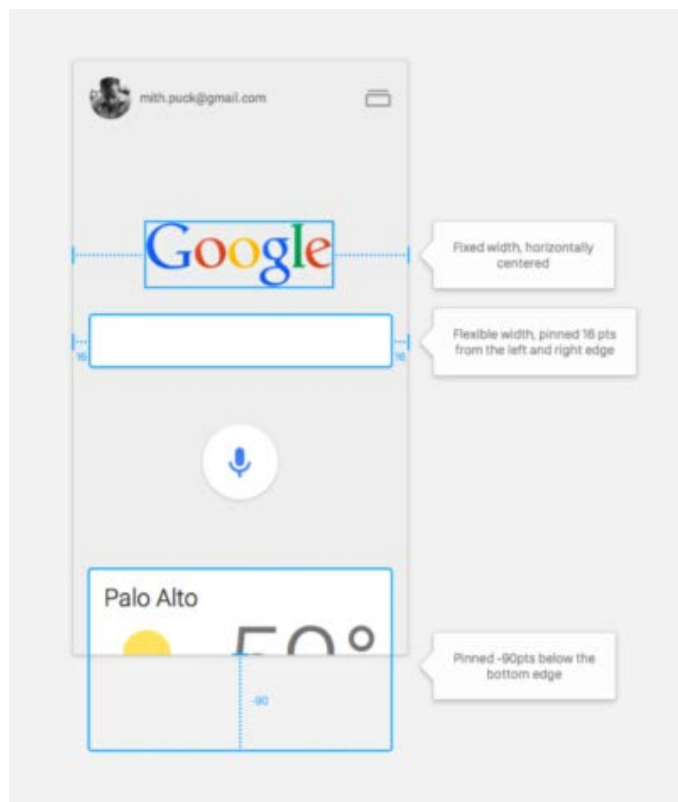 mith.puck@gmail.com
Google
Fixed width, horizontally
centered
Flexible width, pinned 16 pts
from the left and right edge
16
16
Palo Alto
Pinned -90pts below the
bottom edge
-90